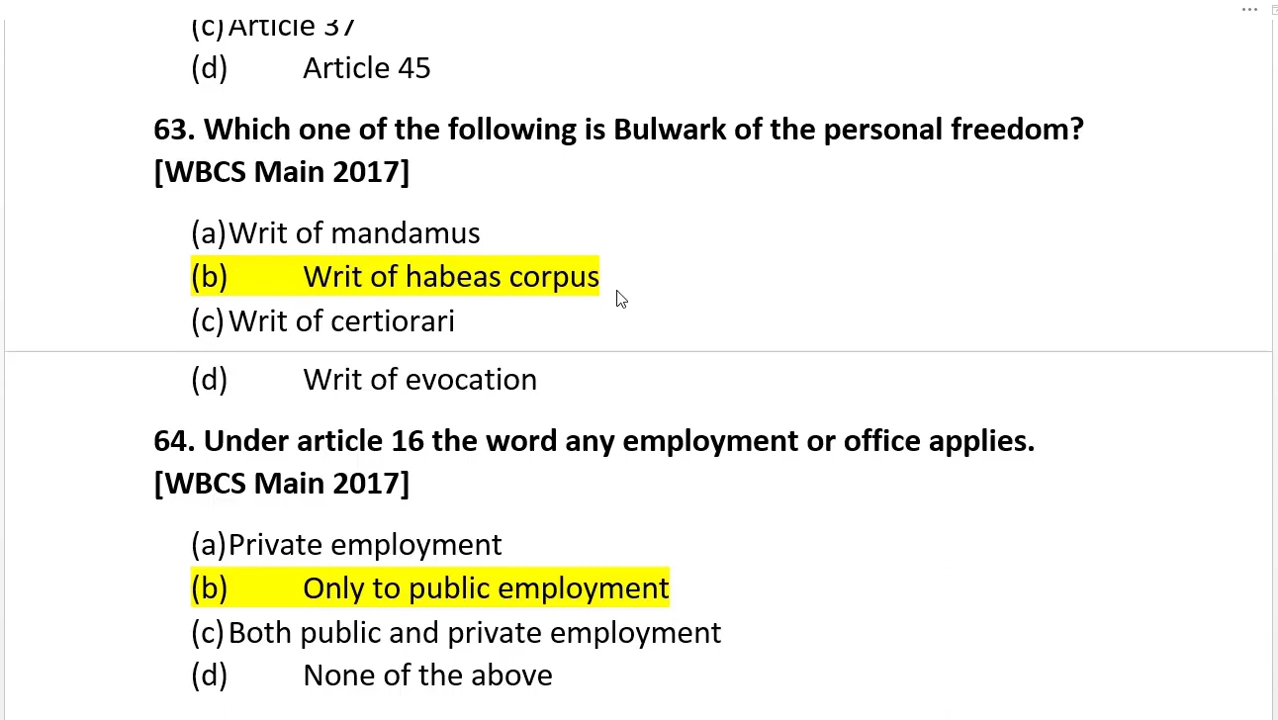 (c)Article 37
(d) Article 45
63. Which one of the following is Bulwark of the personal freedom?
[WBCS Main 2017]
(a)Writ of mandamus
(b) Writ of habeas corpus
(c)Writ of certiorari
(d) Writ of evocation
64. Under article 16 the word any employment or office applies.
[WBCS Main 2017]
(a)Private employment
(b) Only to public employment
(c)Both public and private employment
(d) None of the above